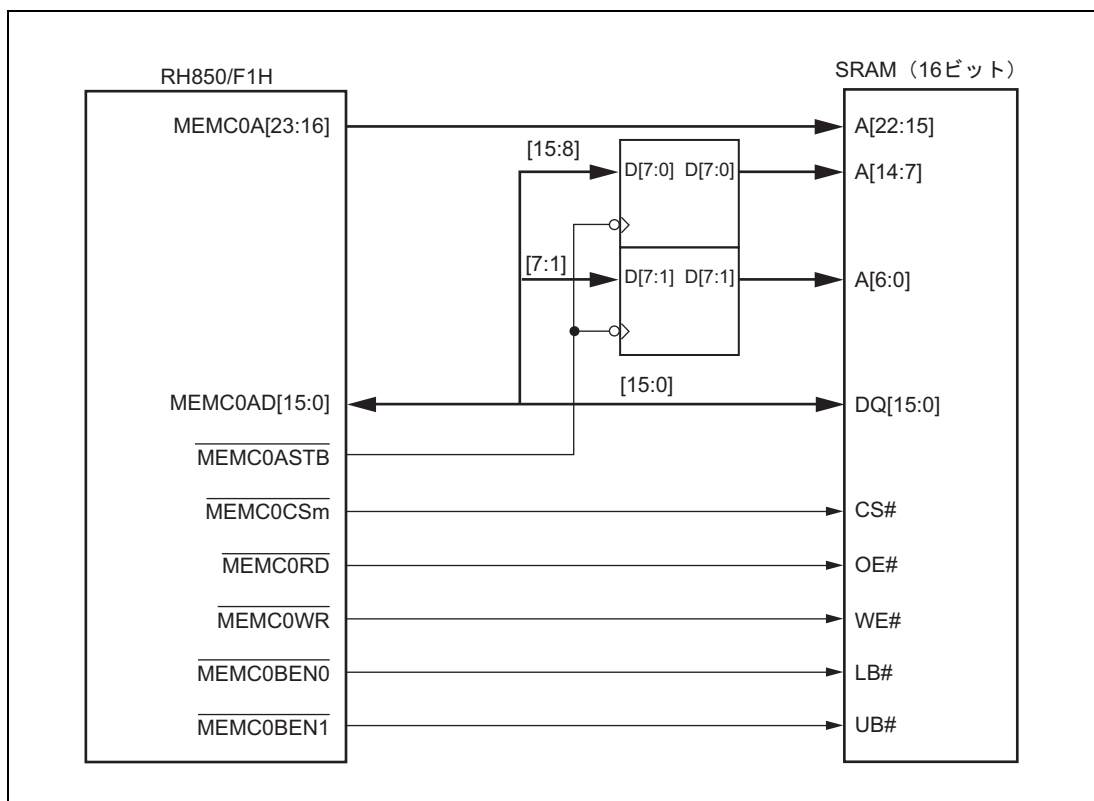 RH850/F1H
SRAM（16ビット）
MEMC0A[23:16]
A[22:15]
[15:8]
D[7:0] D[7:0]
A[14:7]
[7:1]
D[7:1] D[7:1]
A[6:0]
MEMC0AD[15:0]
[15:0]
DQ[15:0]
MEMC0ASTB
MEMC0CSm
CS#
MEMC0RD
OE#
MEMC0WR
WE#
MEMC0BEN0
LB#
MEMC0BEN1
UB#